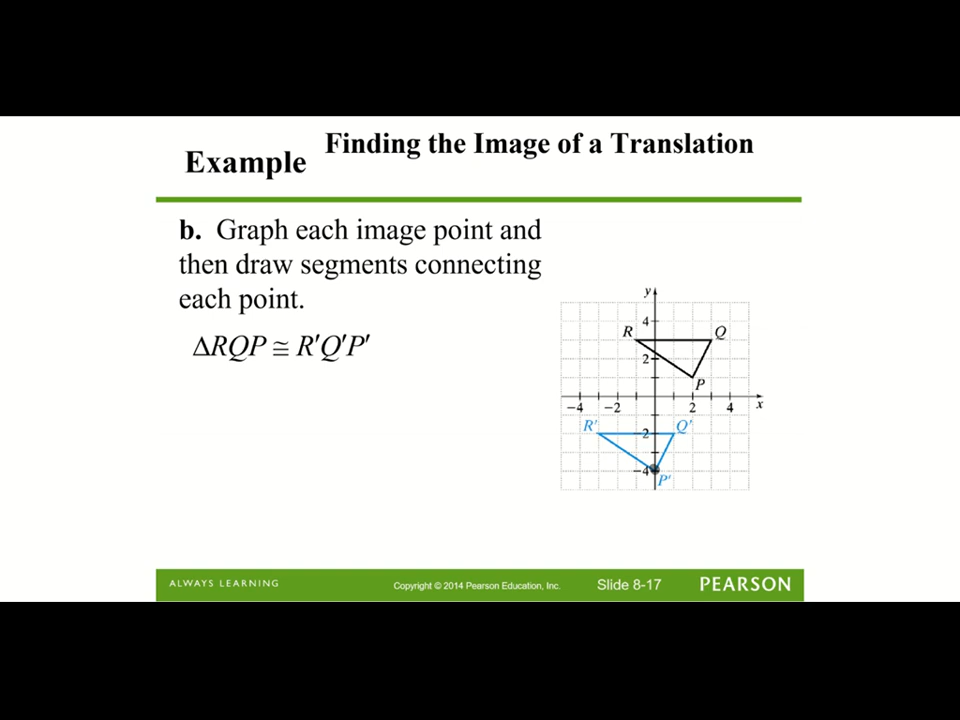 Finding the Image of a Translation
Example
b. Graph each image point and
then draw segments connecting
each point.
ΔRQP ≅ R′Q′P′
y
4
R
Q
2
P
−4 −2 2 4 x
R′
−2
Q′
−4
P′
ALWAYS LEARNING
Copyright © 2014 Pearson Education, Inc.
Slide 8-17
PEARSON